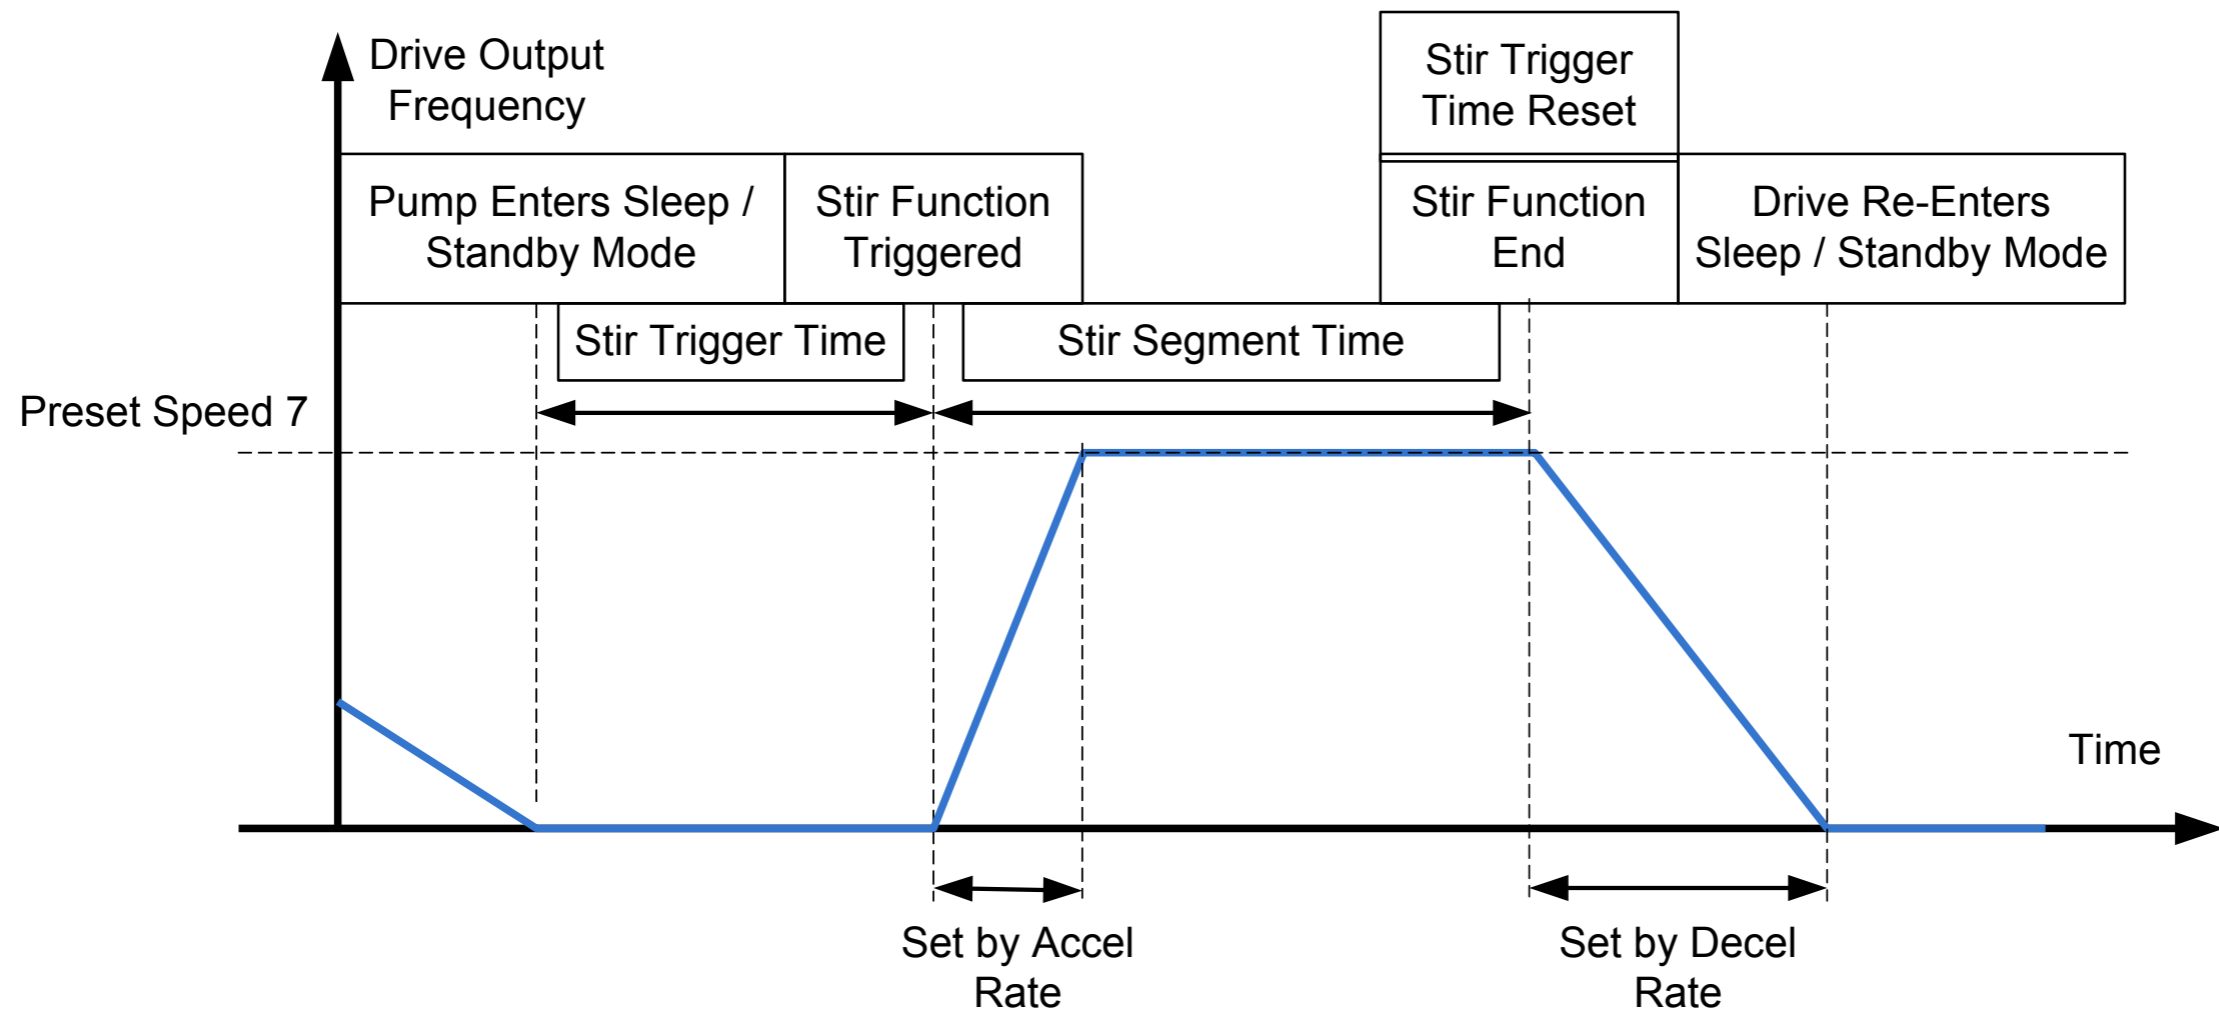 Drive Output
Frequency
Stir Trigger
Time Reset
Pump Enters Sleep /
Standby Mode
Stir Function
Triggered
Stir Function
End
Drive Re-Enters
Sleep / Standby Mode
Stir Trigger Time
Stir Segment Time
Preset Speed 7
Time
Set by Accel
Rate
Set by Decel
Rate